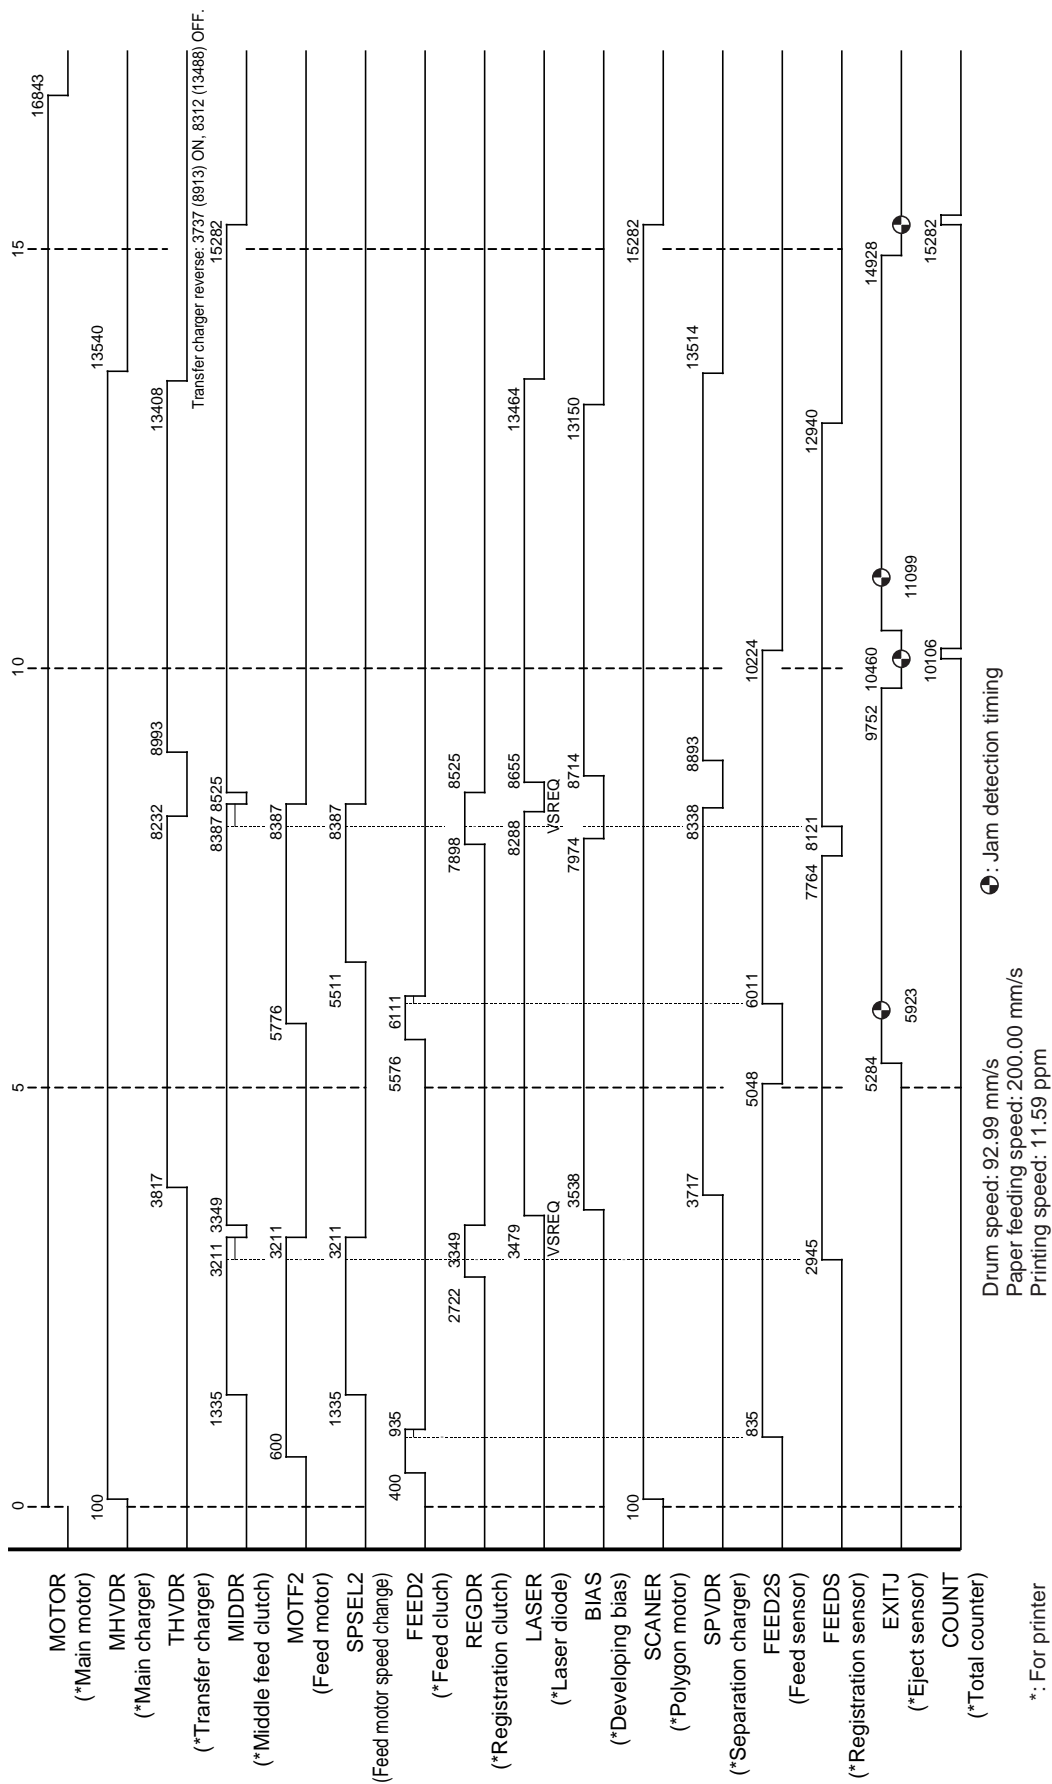 0
5
10
15
MOTOR
(*Main motor)
16843
MHVDR
(*Main charger)
100
13540
THVDR
(*Transfer charger)
3817
8232
8993
13408
Transfer charger reverse: 3737 (8913) ON, 8312 (13488) OFF.
MIDDR
(*Middle feed clutch)
1335
3211
3349
8387
8525
15282
MOTF2
(Feed motor)
600
3211
5776
8387
SPSEL2
(Feed motor speed change)
1335
3211
5511
8387
FEED2
(*Feed cluch)
400
935
5576
6111
REGDR
(*Registration clutch)
2722
3349
7898
8525
LASER
(*Laser diode)
3479
8288
8655
13464
VSREQ
VSREQ
BIAS
(*Developing bias)
3538
7974
8714
13150
SCANER
(*Polygon motor)
100
15282
SPVDR
(*Separation charger)
3717
8338
8893
13514
FEED2S
(Feed sensor)
835
5048
6011
10224
FEEDS
(*Registration sensor)
2945
7764
8121
12940
EXITJ
(*Eject sensor)
5284
5923
9752
10460
11099
14928
COUNT
(*Total counter)
10106
15282
Drum speed: 92.99 mm/s
Paper feeding speed: 200.00 mm/s
Printing speed: 11.59 ppm
: Jam detection timing
*: For printer